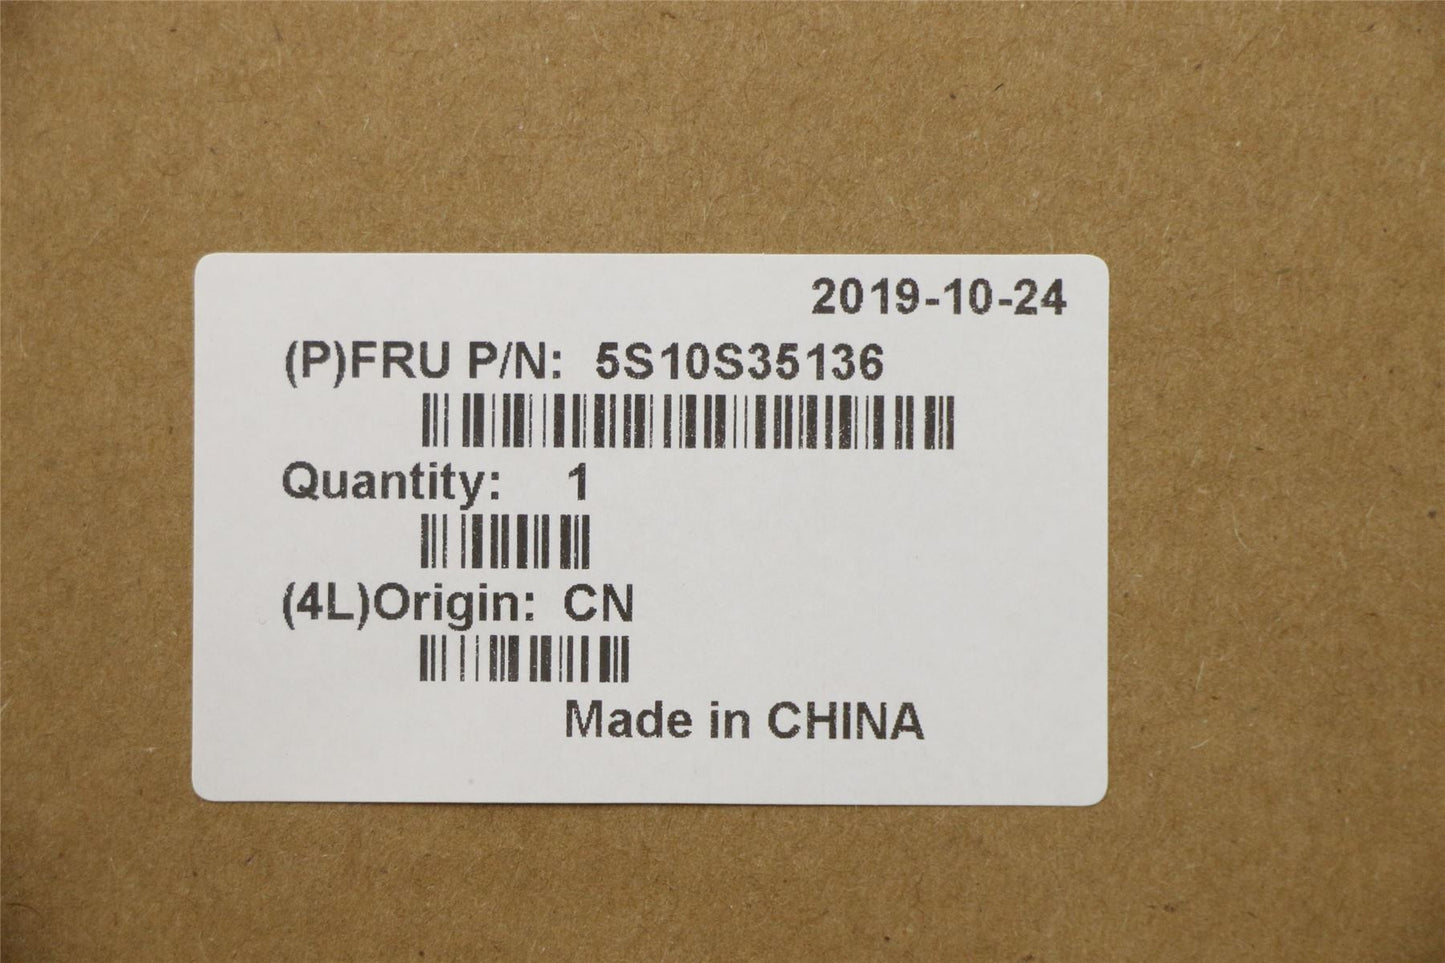 2019-10-24
(P)FRU P/N: 5S10S35136
Quantity: 1
(4L)Origin: CN
Made in CHINA